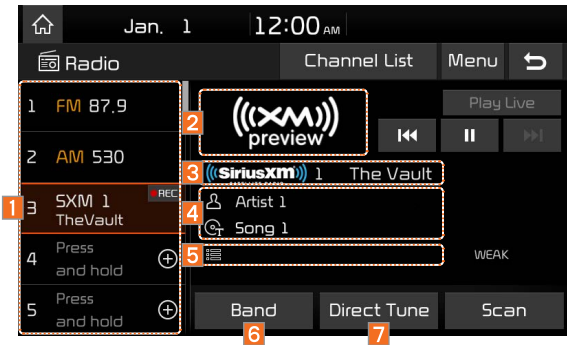 Jan. 1 12:00 AM
Radio Channel List Menu
1 FM 87.9
2 AM 530
3 SXM 1 REC
TheVault
4 Press
and hold
5 Press
and hold
1
2
((XM))
preview
Play Live
3 ((SiriusXM)) 1 The Vault
4 Artist 1
Song 1
5
WEAK
Band Direct Tune Scan
6 7